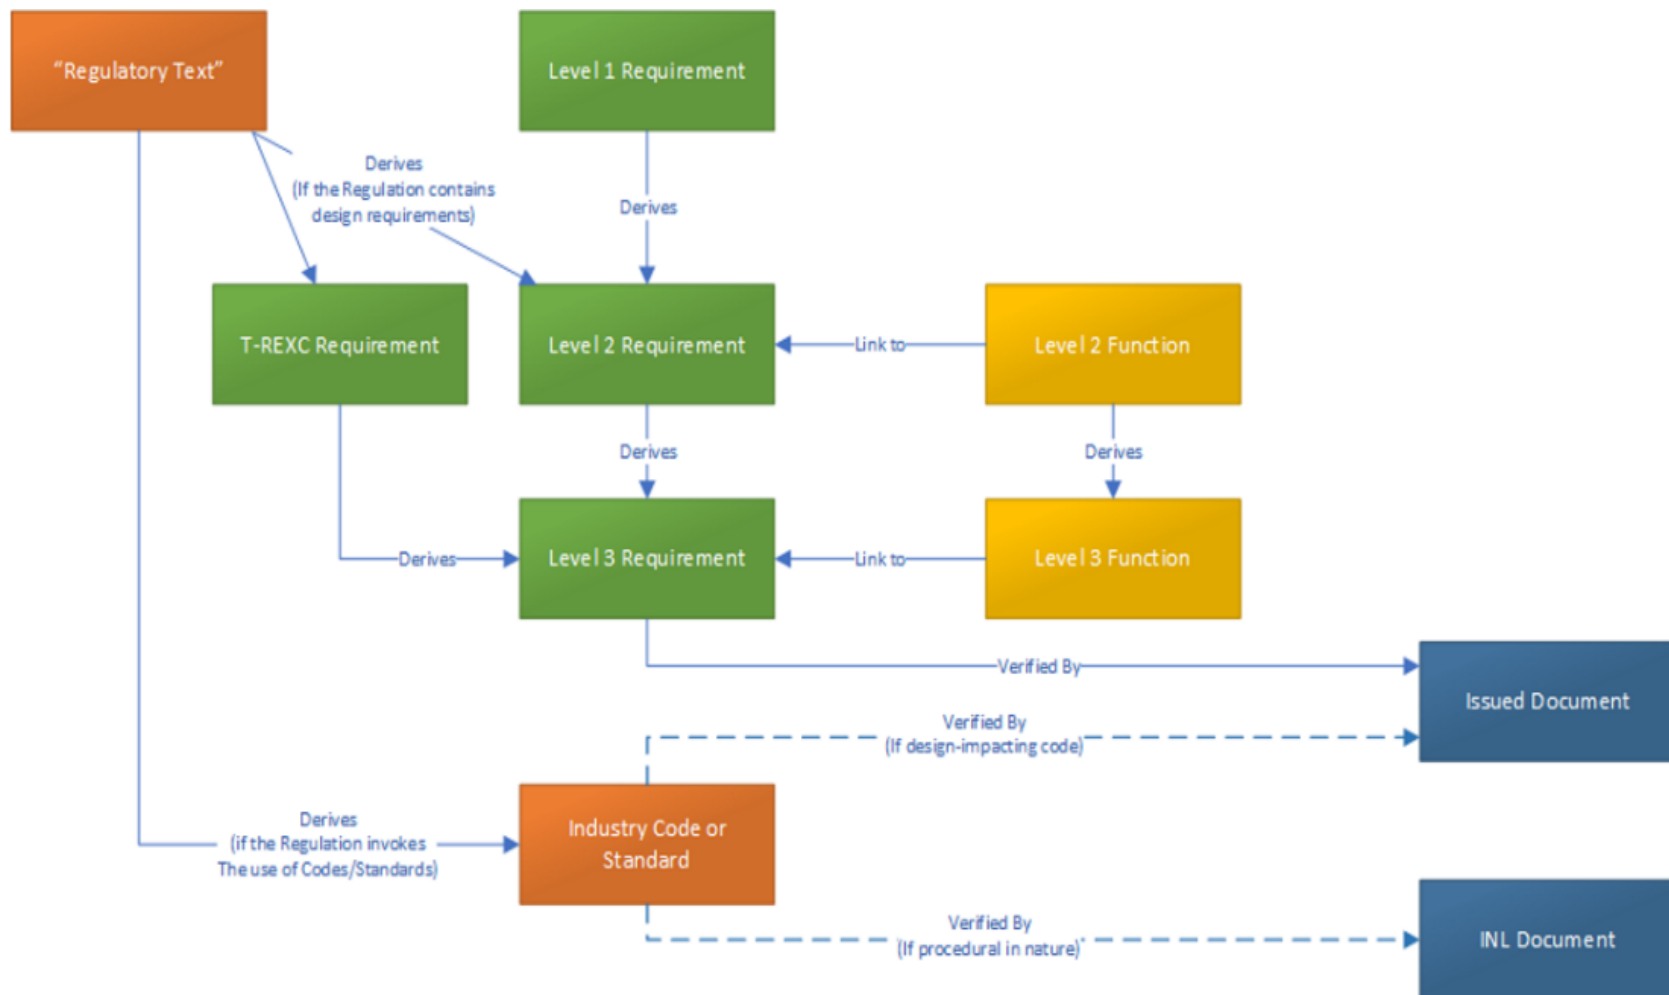 “Regulatory Text”
Level 1 Requirement
Derives
(If the Regulation contains
design requirements)
Derives
T-REXC Requirement
Level 2 Requirement
Link to
Level 2 Function
Derives
Derives
Derives
Level 3 Requirement
Link to
Level 3 Function
Verified By
Issued Document
Verified By
(If design-impacting code)
Derives
(if the Regulation invokes
The use of Codes/Standards)
Industry Code or
Standard
Verified By
(If procedural in nature)
INL Document